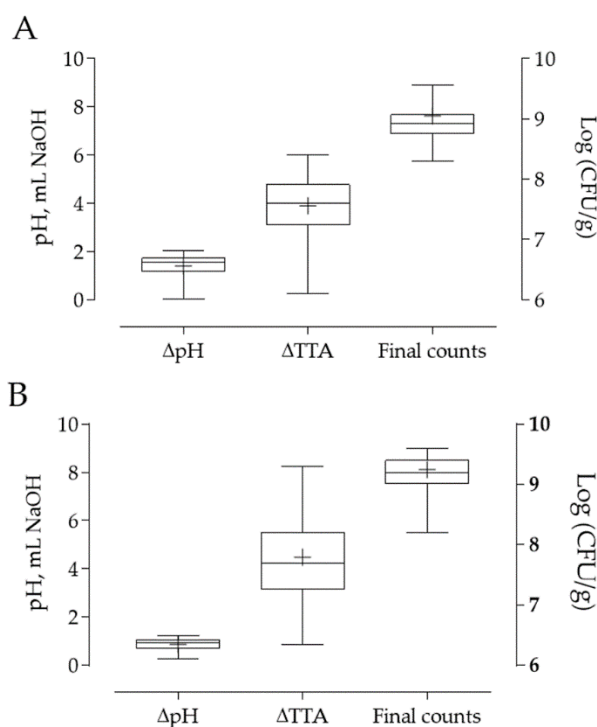 A
10
8
6
4
2
0
pH, mL NaOH
10
9
8
7
6
Log (CFU/g)
ΔpH ΔTTA Final counts
B
10
8
6
4
2
0
pH, mL NaOH
10
9
8
7
6
Log (CFU/g)
ΔpH ΔTTA Final counts